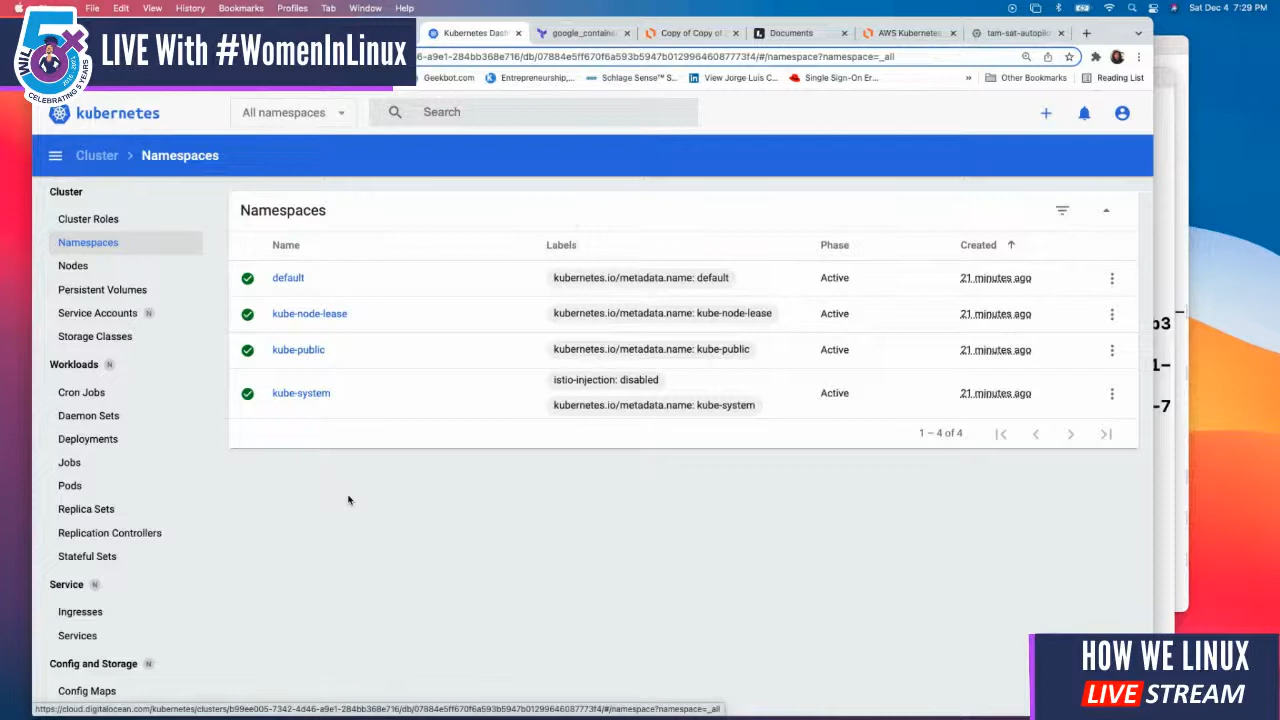 File Edit View History Bookmarks Profiles Tab Window Help
Sat Dec 4 7:29 PM
WIL 5X
CELEBRATING 5 YEARS
LIVE With #WomenInLinux
Kubernetes Dash
google_container
Copy of Copy of
Documents
AWS Kubernetes
tam-sat-autopilo
6-a9e1-284bb368e716/db/07884e5ff670f6a593b5947b01299646087773f4/#/namespace?namespace=_all
Geekbot.com
Entrepreneurship,...
Schlage Sense™ S...
View Jorge Luis C...
Single Sign-On Er...
»
Other Bookmarks
Reading List
kubernetes
All namespaces
Search
Cluster > Namespaces
Cluster
Cluster Roles
Namespaces
Nodes
Persistent Volumes
Service Accounts N
Storage Classes
Workloads N
Cron Jobs
Daemon Sets
Deployments
Jobs
Pods
Replica Sets
Replication Controllers
Stateful Sets
Service N
Ingresses
Services
Config and Storage N
Config Maps
Namespaces
Name Labels Phase Created
default kubernetes.io/metadata.name: default Active 21 minutes ago
kube-node-lease kubernetes.io/metadata.name: kube-node-lease Active 21 minutes ago
kube-public kubernetes.io/metadata.name: kube-public Active 21 minutes ago
istio-injection: disabled
kube-system kubernetes.io/metadata.name: kube-system Active 21 minutes ago
1 – 4 of 4
b3
1-
-7
https://cloud.digitalocean.com/kubernetes/clusters/b99ee005-7342-4d46-a9e1-284bb368e716/db/07884e5ff670f6a593b5947b01299646087773f4/#/namespace?namespace=_all
HOW WE LINUX
LIVE STREAM